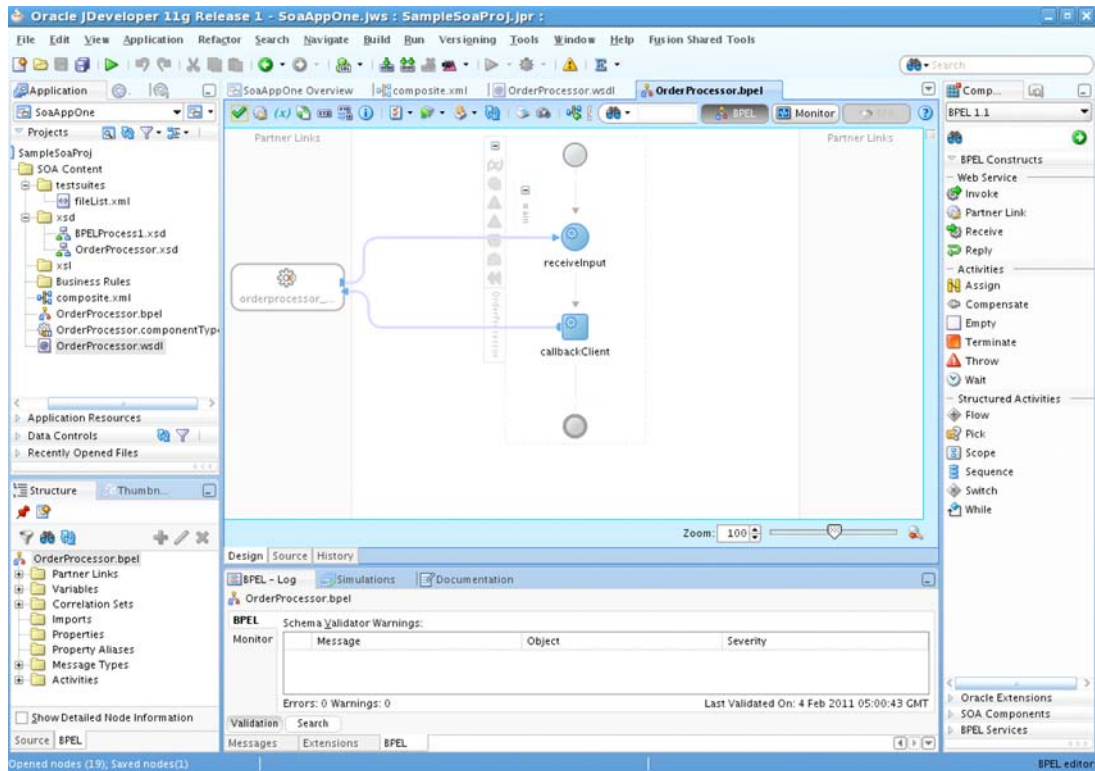 Oracle JDeveloper 11g Release 1 - SoaAppOne.jws : SampleSoaProj.jpr :
File Edit View Application Refactor Search Navigate Build Run Versioning Tools Window Help Fusion Shared Tools
Search
Application
SoaAppOne
Projects
SampleSoaProj
SOA Content
testsuites
fileList.xml
xsd
BPELProcess1.xsd
OrderProcessor.xsd
xsl
Business Rules
composite.xml
OrderProcessor.bpel
OrderProcessor.componentType
OrderProcessor.wsdl
Application Resources
Data Controls
Recently Opened Files
Structure Thumbn...
OrderProcessor.bpel
Partner Links
Variables
Correlation Sets
Imports
Properties
Property Aliases
Message Types
Activities
Show Detailed Node Information
Source BPEL
SoaAppOne Overview composite.xml OrderProcessor.wsdl OrderProcessor.bpel
BPEL Monitor
Partner Links
Partner Links
(x)
main
receiveInput
orderprocessor_...
OrderProcessor
callbackClient
Zoom: 100
Design Source History
BPEL - Log Simulations Documentation
OrderProcessor.bpel
BPEL Schema Validator Warnings:
Monitor Message Object Severity
Errors: 0 Warnings: 0 Last Validated On: 4 Feb 2011 05:00:43 GMT
Validation Search
Messages Extensions BPEL
Comp...
BPEL 1.1
BPEL Constructs
Web Service
Invoke
Partner Link
Receive
Reply
Activities
Assign
Compensate
Empty
Terminate
Throw
Wait
Structured Activities
Flow
Pick
Scope
Sequence
Switch
While
Oracle Extensions
SOA Components
BPEL Services
Opened nodes (19); Saved nodes(1) BPEL editor